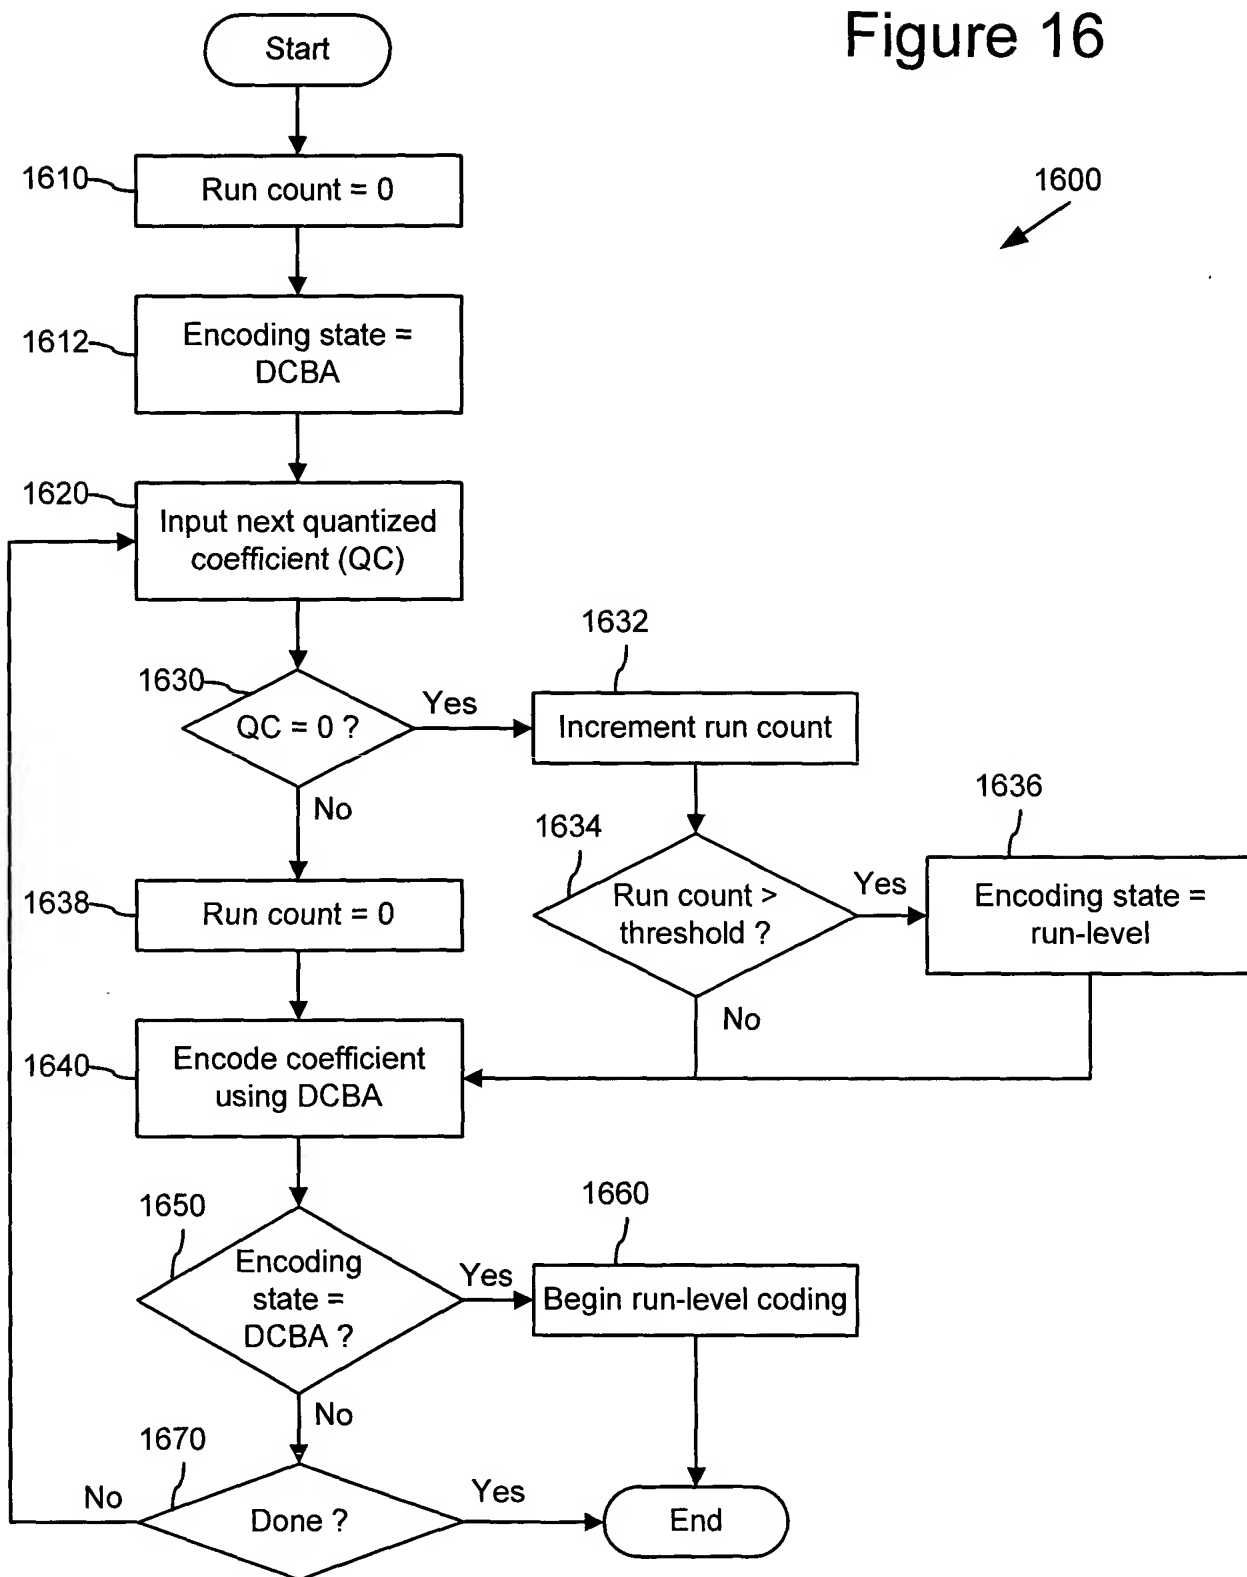 Figure 16
Start
1600
1610
Run count = 0
1612
Encoding state =
DCBA
1620
Input next quantized
coefficient (QC)
1630
QC = 0 ?
Yes
No
1632
Increment run count
1634
Run count >
threshold ?
Yes
No
1636
Encoding state =
run-level
1638
Run count = 0
1640
Encode coefficient
using DCBA
1650
Encoding
state =
DCBA ?
Yes
No
1660
Begin run-level coding
1670
Done ?
No
Yes
End